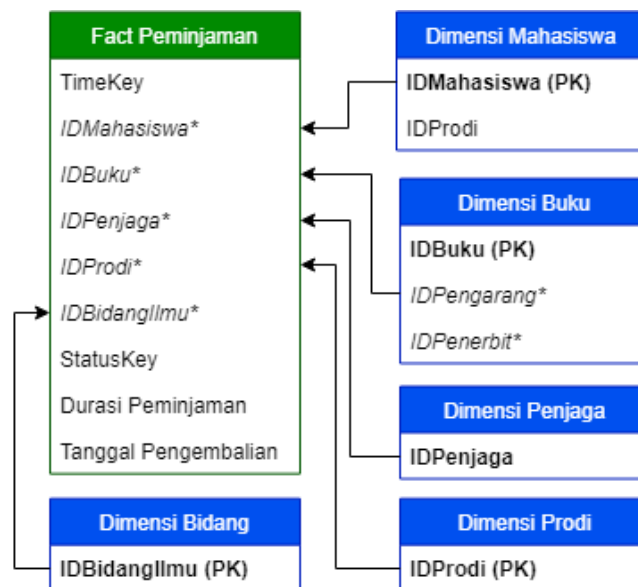 Fact Peminjaman
TimeKey
IDMahasiswa*
IDBuku*
IDPenjaga*
IDProdi*
IDBidangIlmu*
StatusKey
Durasi Peminjaman
Tanggal Pengembalian
Dimensi Mahasiswa
IDMahasiswa (PK)
IDProdi
Dimensi Buku
IDBuku (PK)
IDPengarang*
IDPenerbit*
Dimensi Penjaga
IDPenjaga
Dimensi Bidang
IDBidangIlmu (PK)
Dimensi Prodi
IDProdi (PK)